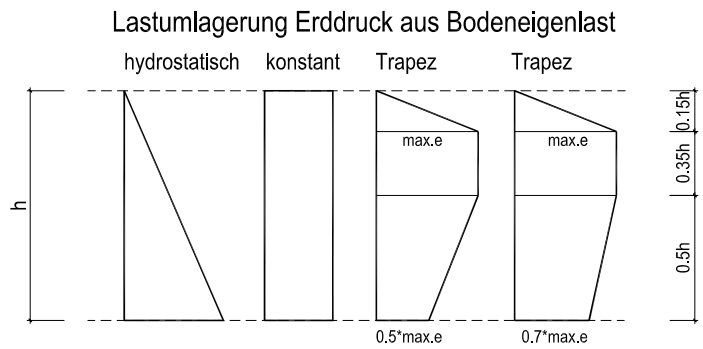 Lastumlagerung Erddruck aus Bodeneigenlast
hydrostatisch konstant Trapez Trapez
0.15h
max.e max.e
0.35h
h
0.5h
0.5*max.e 0.7*max.e